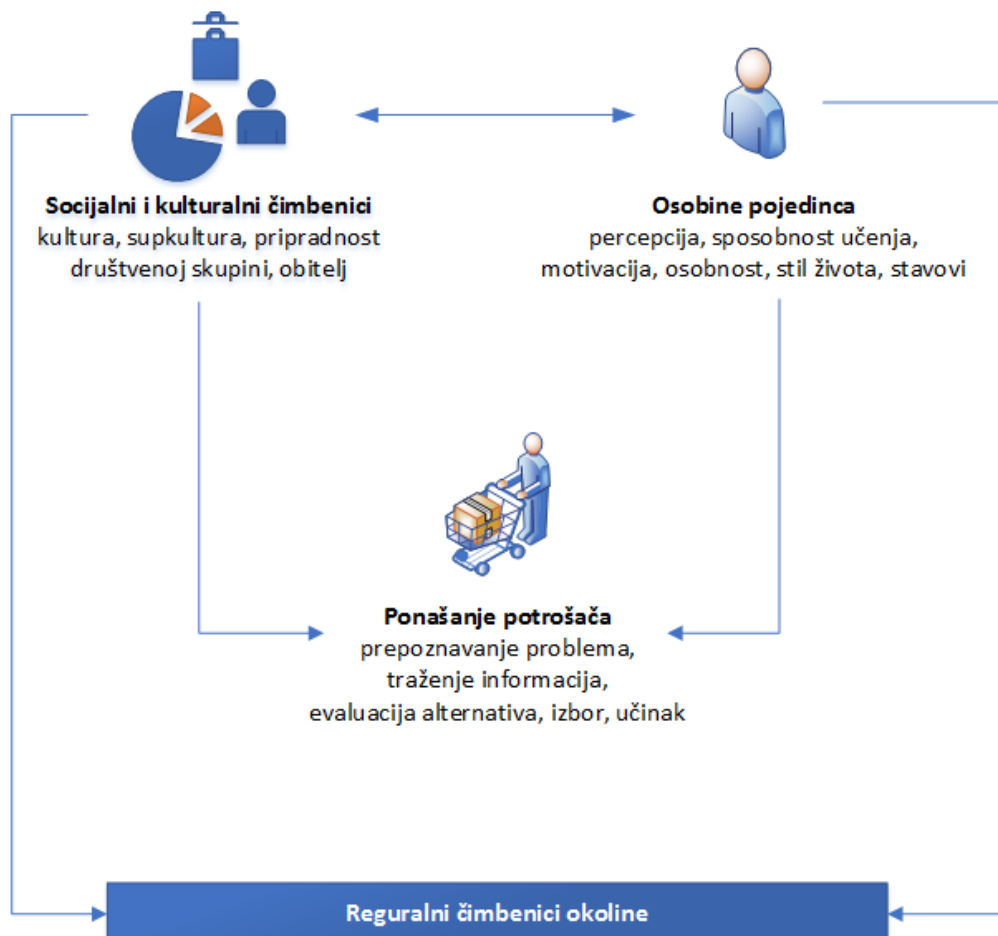 Socijalni i kulturalni čimbenici
kultura, supkultura, pripradnost
društvenoj skupini, obitelj
Osobine pojedinca
percepcija, sposobnost učenja,
motivacija, osobnost, stil života, stavovi
Ponašanje potrošača
prepoznavanje problema,
traženje informacija,
evaluacija alternativa, izbor, učinak
Reguralni čimbenici okoline